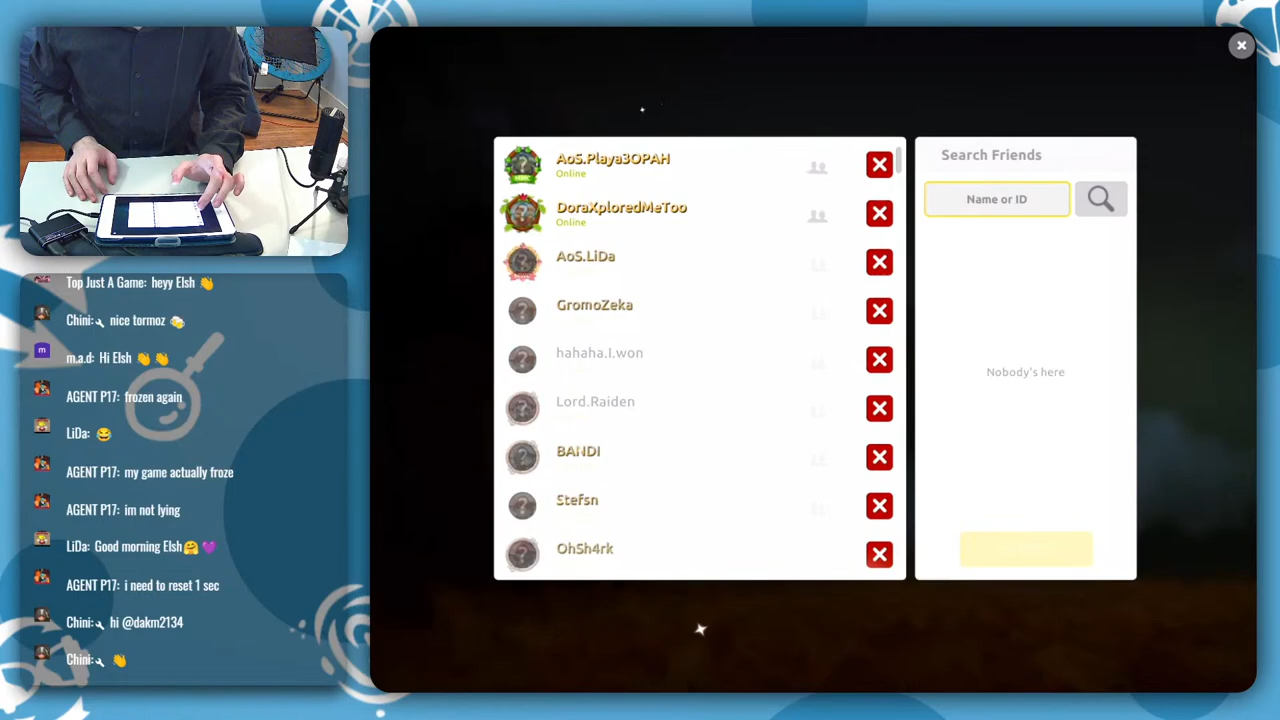 Top Just A Game: heyy Elsh 👋
Chini: nice tormoz 🍻
m
m.a.d: Hi Elsh 👋 👋
AGENT P17: frozen again
LiDa: 😂
AGENT P17: my game actually froze
AGENT P17: im not lying
LiDa: Good morning Elsh🤗 💜
AGENT P17: i need to reset 1 sec
Chini: hi @dakm2134
Chini: 👋
AoS.Playa3OPAH
Online
DoraXploredMeToo
Online
AoS.LiDa
GromoZeka
hahaha.I.won
Lord.Raiden
BANDI
Stefsn
OhSh4rk
Search Friends
Name or ID
Nobody's here